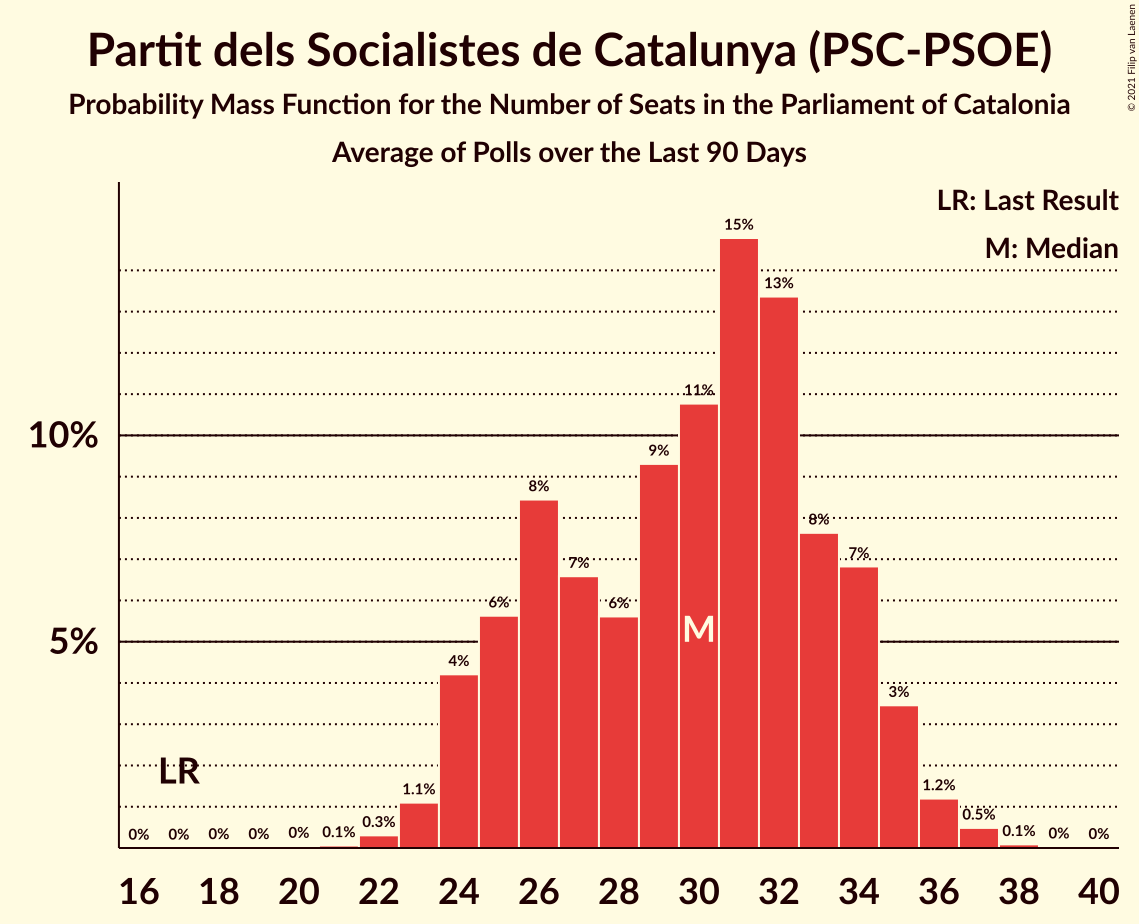 Partit dels Socialistes de Catalunya (PSC-PSOE)
Probability Mass Function for the Number of Seats in the Parliament of Catalonia
Average of Polls over the Last 90 Days
© 2021 Filip van Laenen
LR: Last Result
M: Median
15%
13%
11%
10%
9%
8%
8%
7%
7%
6%
6%
M
5%
4%
3%
LR
1.1%
1.2%
0% 0% 0% 0% 0% 0.1% 0.3% 0.5% 0.1% 0% 0%
16 18 20 22 24 26 28 30 32 34 36 38 40